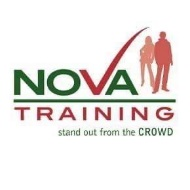 NOVA
TRAINING
stand out from the CROWD